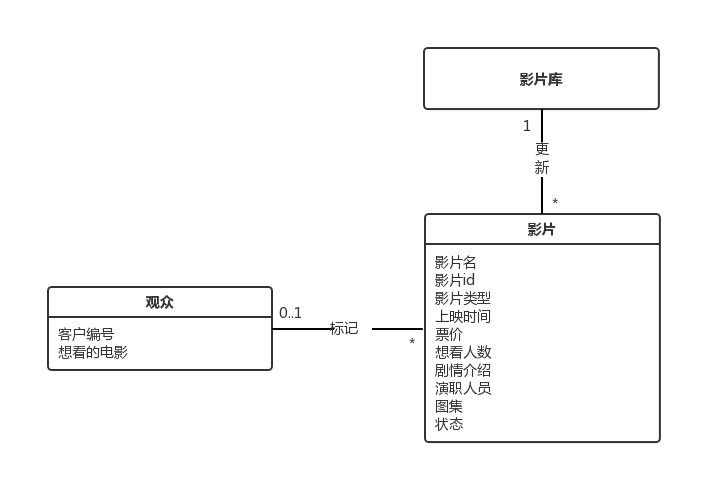 影片库
1
更
新
*
影片
影片名
影片id
影片类型
上映时间
票价
想看人数
剧情介绍
演职人员
图集
状态
观众
客户编号
想看的电影
0..1
标记
*